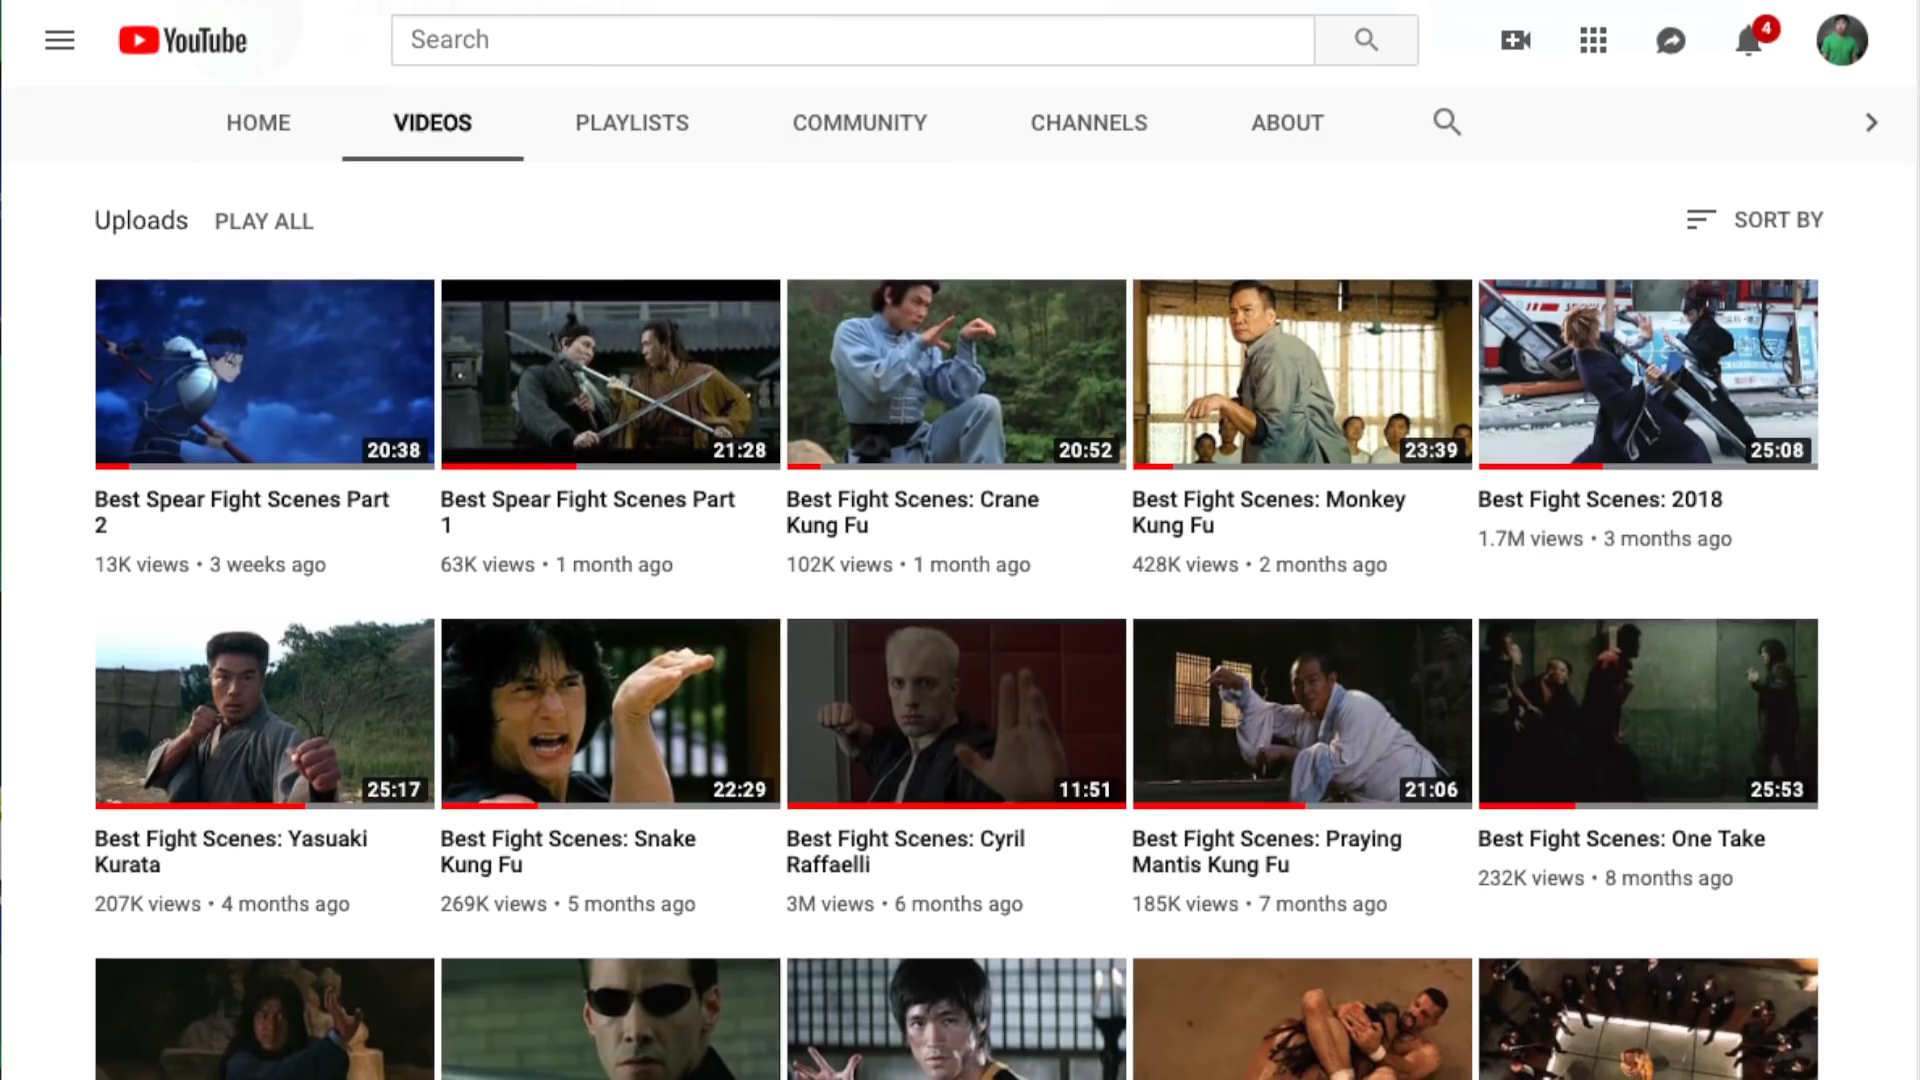 YouTube
Search
4
HOME VIDEOS PLAYLISTS COMMUNITY CHANNELS ABOUT
Uploads PLAY ALL SORT BY
20:38 21:28 20:52 23:39 25:08
Best Spear Fight Scenes Part
2
13K views • 3 weeks ago
Best Spear Fight Scenes Part
1
63K views • 1 month ago
Best Fight Scenes: Crane
Kung Fu
102K views • 1 month ago
Best Fight Scenes: Monkey
Kung Fu
428K views • 2 months ago
Best Fight Scenes: 2018
1.7M views • 3 months ago
25:17 22:29 11:51 21:06 25:53
Best Fight Scenes: Yasuaki
Kurata
207K views • 4 months ago
Best Fight Scenes: Snake
Kung Fu
269K views • 5 months ago
Best Fight Scenes: Cyril
Raffaelli
3M views • 6 months ago
Best Fight Scenes: Praying
Mantis Kung Fu
185K views • 7 months ago
Best Fight Scenes: One Take
232K views • 8 months ago